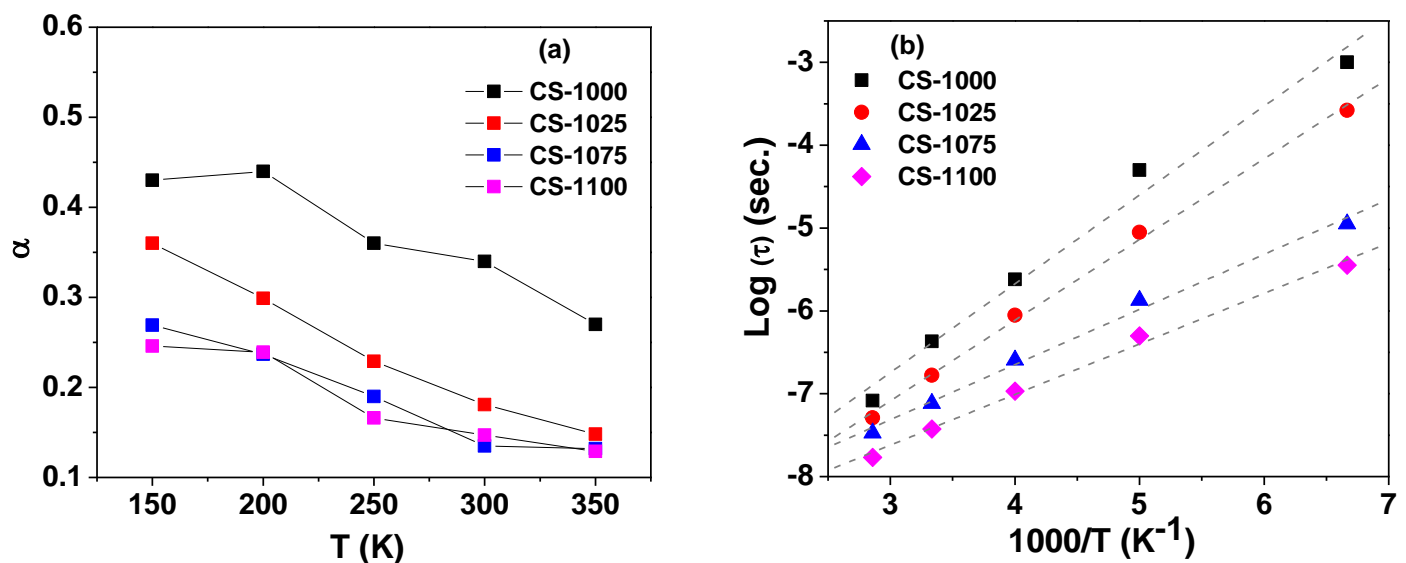 (a)
CS-1000
CS-1025
CS-1075
CS-1100
0.6
0.5
0.4
0.3
0.2
0.1
α
150 200 250 300 350
T (K)
(b)
CS-1000
CS-1025
CS-1075
CS-1100
-3
-4
-5
-6
-7
-8
Log (τ) (sec.)
3 4 5 6 7
1000/T (K⁻¹)